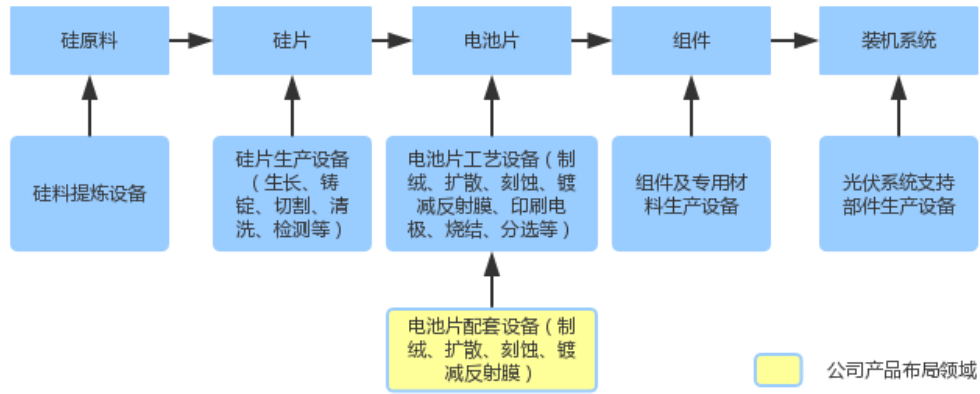 硅原料
硅片
电池片
组件
装机系统
硅料提炼设备
硅片生产设备
（生长、铸
锭、切割、清
洗、检测等）
电池片工艺设备（制
绒、扩散、刻蚀、镀
减反射膜、印刷电
极、烧结、分选等）
组件及专用材
料生产设备
光伏系统支持
部件生产设备
电池片配套设备（制
绒、扩散、刻蚀、镀
减反射膜）
公司产品布局领域